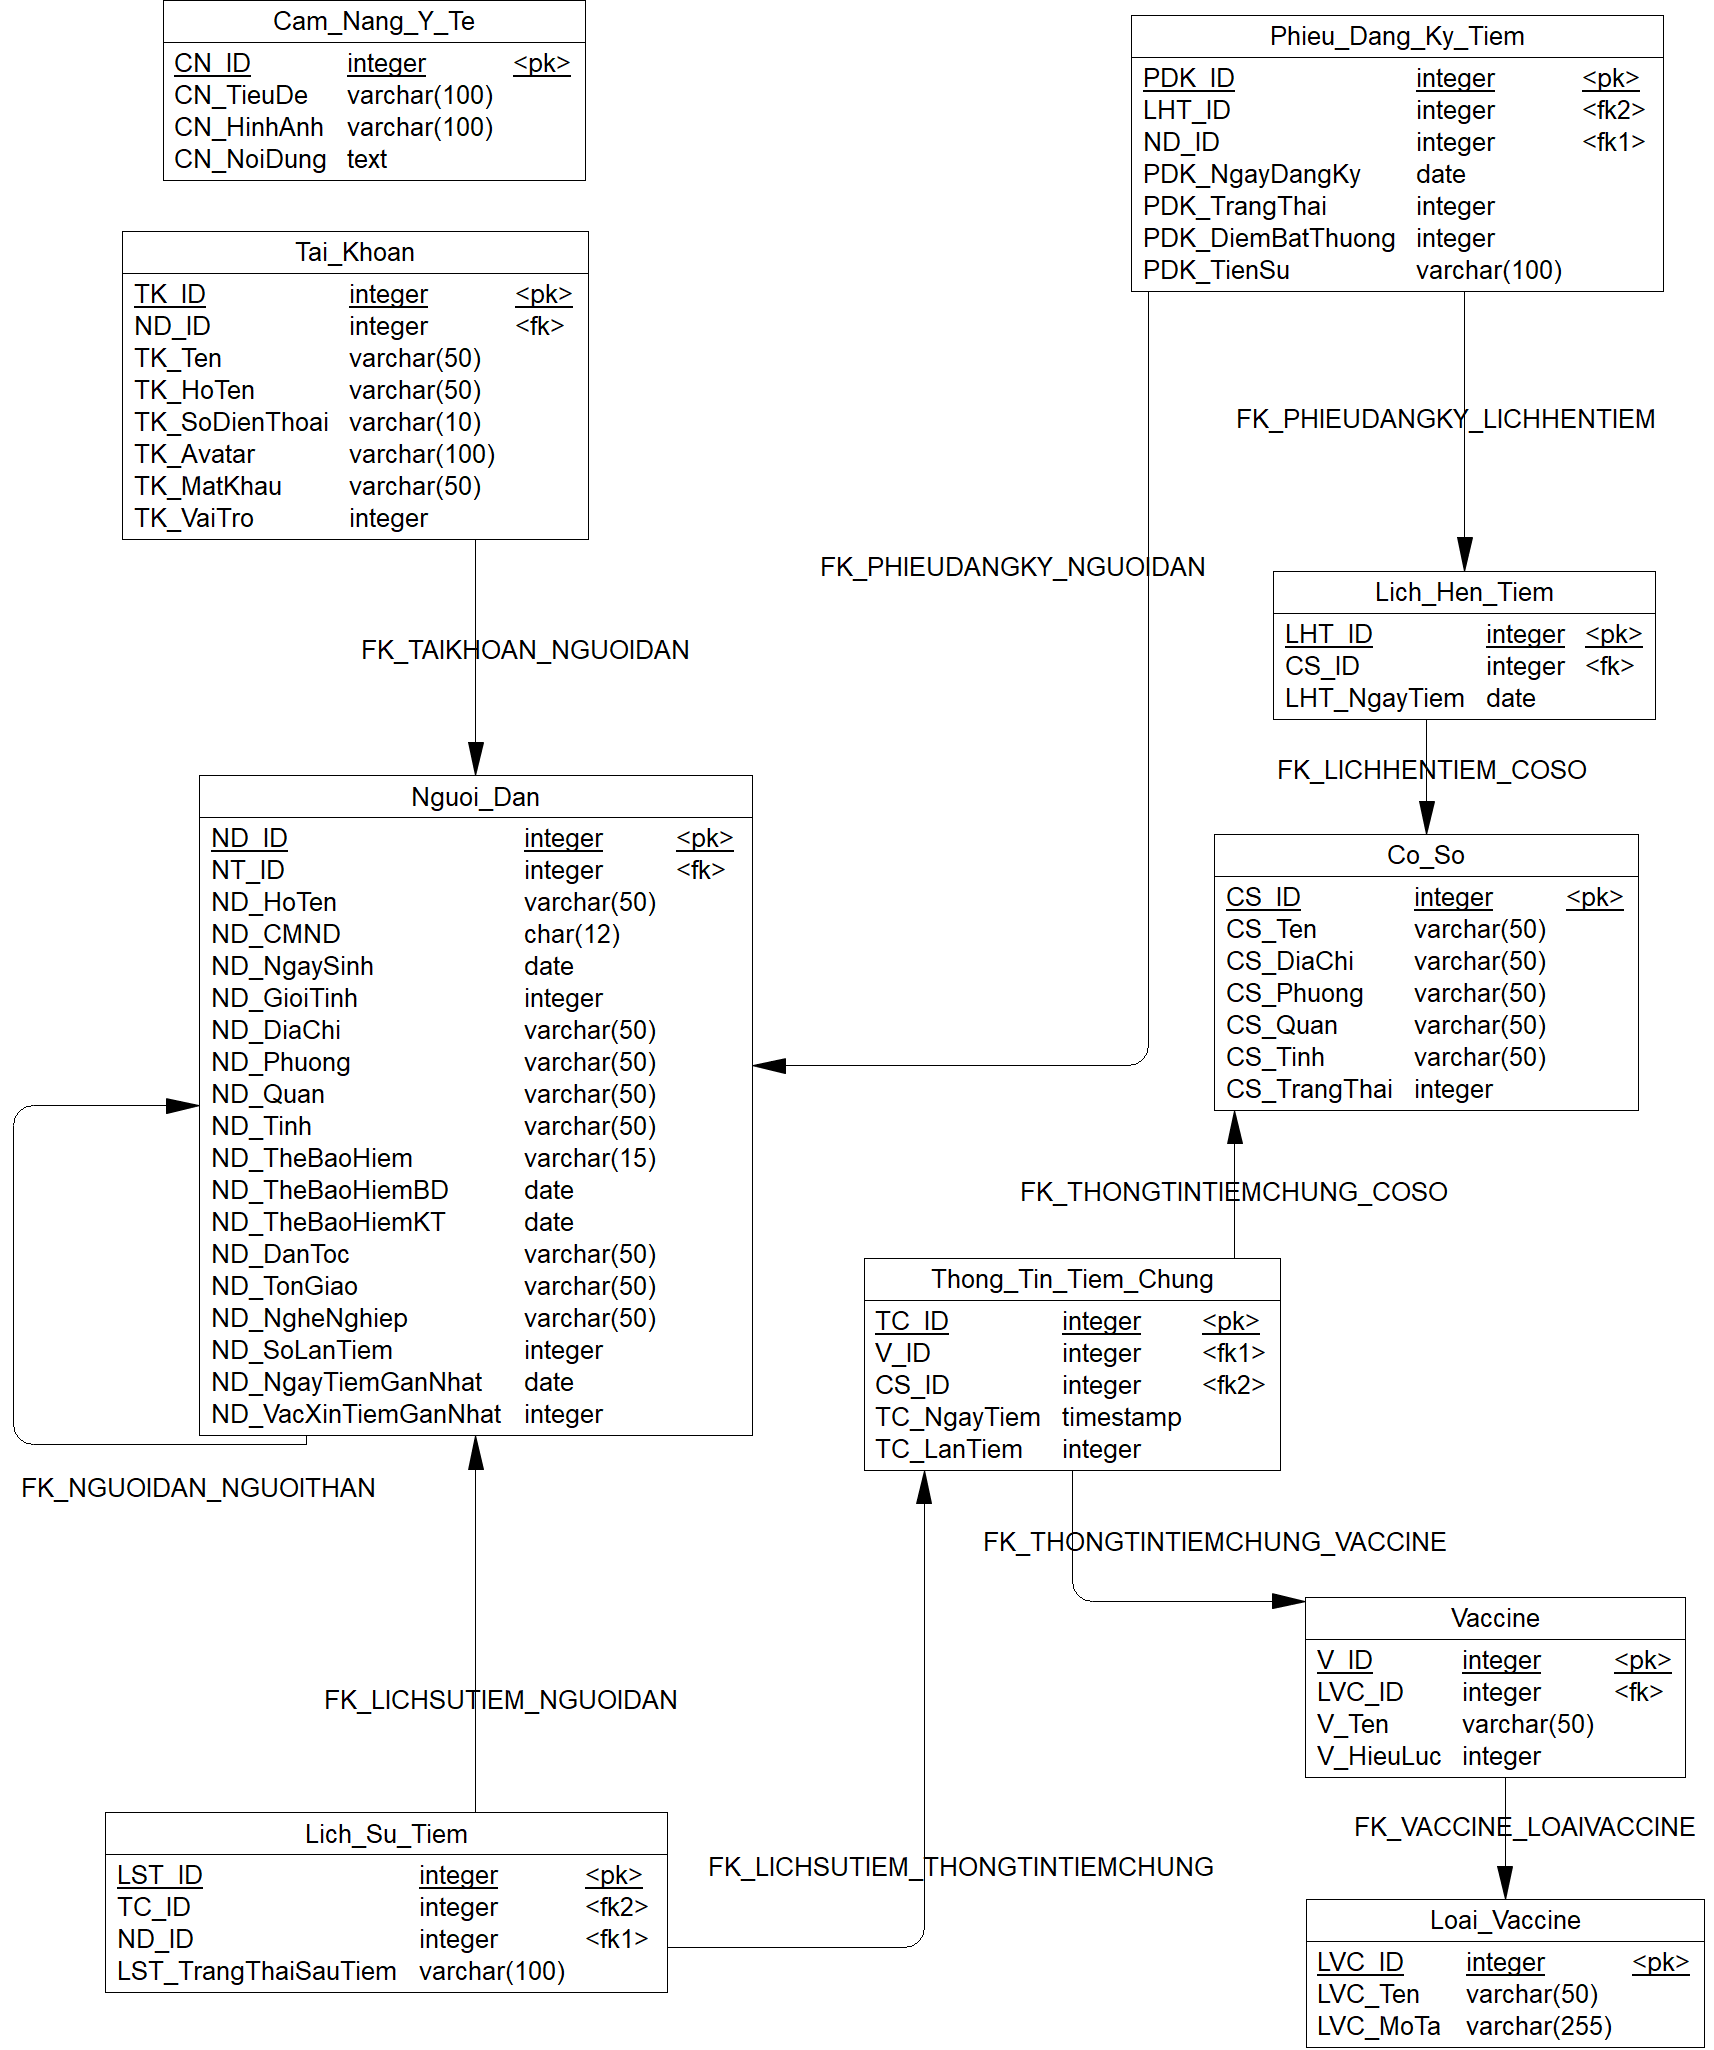 Cam_Nang_Y_Te
CN_ID integer <pk>
CN_TieuDe varchar(100)
CN_HinhAnh varchar(100)
CN_NoiDung text
Phieu_Dang_Ky_Tiem
PDK_ID integer <pk>
LHT_ID integer <fk2>
ND_ID integer <fk1>
PDK_NgayDangKy date
PDK_TrangThai integer
PDK_DiemBatThuong integer
PDK_TienSu varchar(100)
Tai_Khoan
TK_ID integer <pk>
ND_ID integer <fk>
TK_Ten varchar(50)
TK_HoTen varchar(50)
TK_SoDienThoai varchar(10)
TK_Avatar varchar(100)
TK_MatKhau varchar(50)
TK_VaiTro integer
FK_PHIEUDANGKY_LICHHENTIEM
FK_PHIEUDANGKY_NGUOIDAN
FK_TAIKHOAN_NGUOIDAN
Lich_Hen_Tiem
LHT_ID integer <pk>
CS_ID integer <fk>
LHT_NgayTiem date
FK_LICHHENTIEM_COSO
Nguoi_Dan
ND_ID integer <pk>
NT_ID integer <fk>
ND_HoTen varchar(50)
ND_CMND char(12)
ND_NgaySinh date
ND_GioiTinh integer
ND_DiaChi varchar(50)
ND_Phuong varchar(50)
ND_Quan varchar(50)
ND_Tinh varchar(50)
ND_TheBaoHiem varchar(15)
ND_TheBaoHiemBD date
ND_TheBaoHiemKT date
ND_DanToc varchar(50)
ND_TonGiao varchar(50)
ND_NgheNghiep varchar(50)
ND_SoLanTiem integer
ND_NgayTiemGanNhat date
ND_VacXinTiemGanNhat integer
Co_So
CS_ID integer <pk>
CS_Ten varchar(50)
CS_DiaChi varchar(50)
CS_Phuong varchar(50)
CS_Quan varchar(50)
CS_Tinh varchar(50)
CS_TrangThai integer
FK_THONGTINTIEMCHUNG_COSO
Thong_Tin_Tiem_Chung
TC_ID integer <pk>
V_ID integer <fk1>
CS_ID integer <fk2>
TC_NgayTiem timestamp
TC_LanTiem integer
FK_NGUOIDAN_NGUOITHAN
FK_THONGTINTIEMCHUNG_VACCINE
Vaccine
V_ID integer <pk>
LVC_ID integer <fk>
V_Ten varchar(50)
V_HieuLuc integer
FK_LICHSUTIEM_NGUOIDAN
FK_VACCINE_LOAIVACCINE
Lich_Su_Tiem
LST_ID integer <pk>
TC_ID integer <fk2>
ND_ID integer <fk1>
LST_TrangThaiSauTiem varchar(100)
FK_LICHSUTIEM_THONGTINTIEMCHUNG
Loai_Vaccine
LVC_ID integer <pk>
LVC_Ten varchar(50)
LVC_MoTa varchar(255)